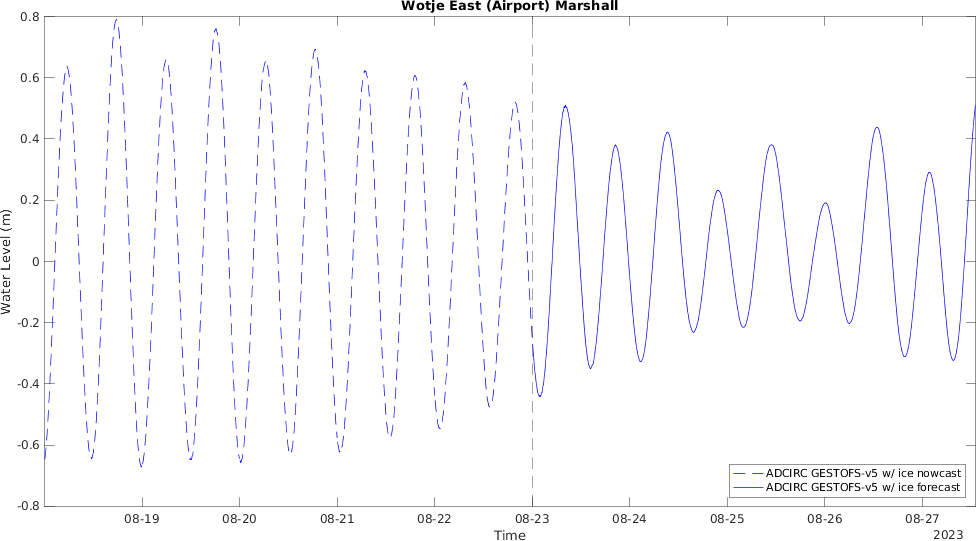 Wotje East (Airport) Marshall
Water Level (m)
0.8
0.6
0.4
0.2
0
-0.2
-0.4
-0.6
-0.8
ADCIRC GESTOFS-v5 w/ ice nowcast
ADCIRC GESTOFS-v5 w/ ice forecast
08-19 08-20 08-21 08-22 08-23 08-24 08-25 08-26 08-27
Time
2023